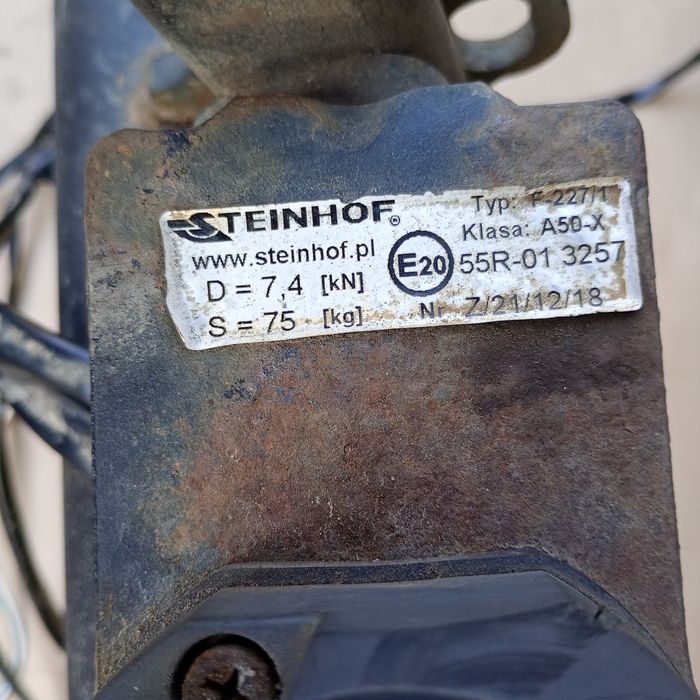 STEINHOF®
Typ: F-227/1
www.steinhof.pl
Klasa: A50-X
D = 7,4 [kN]
E20
55R-01 3257
S = 75 [kg]
Nr Z/21/12/18